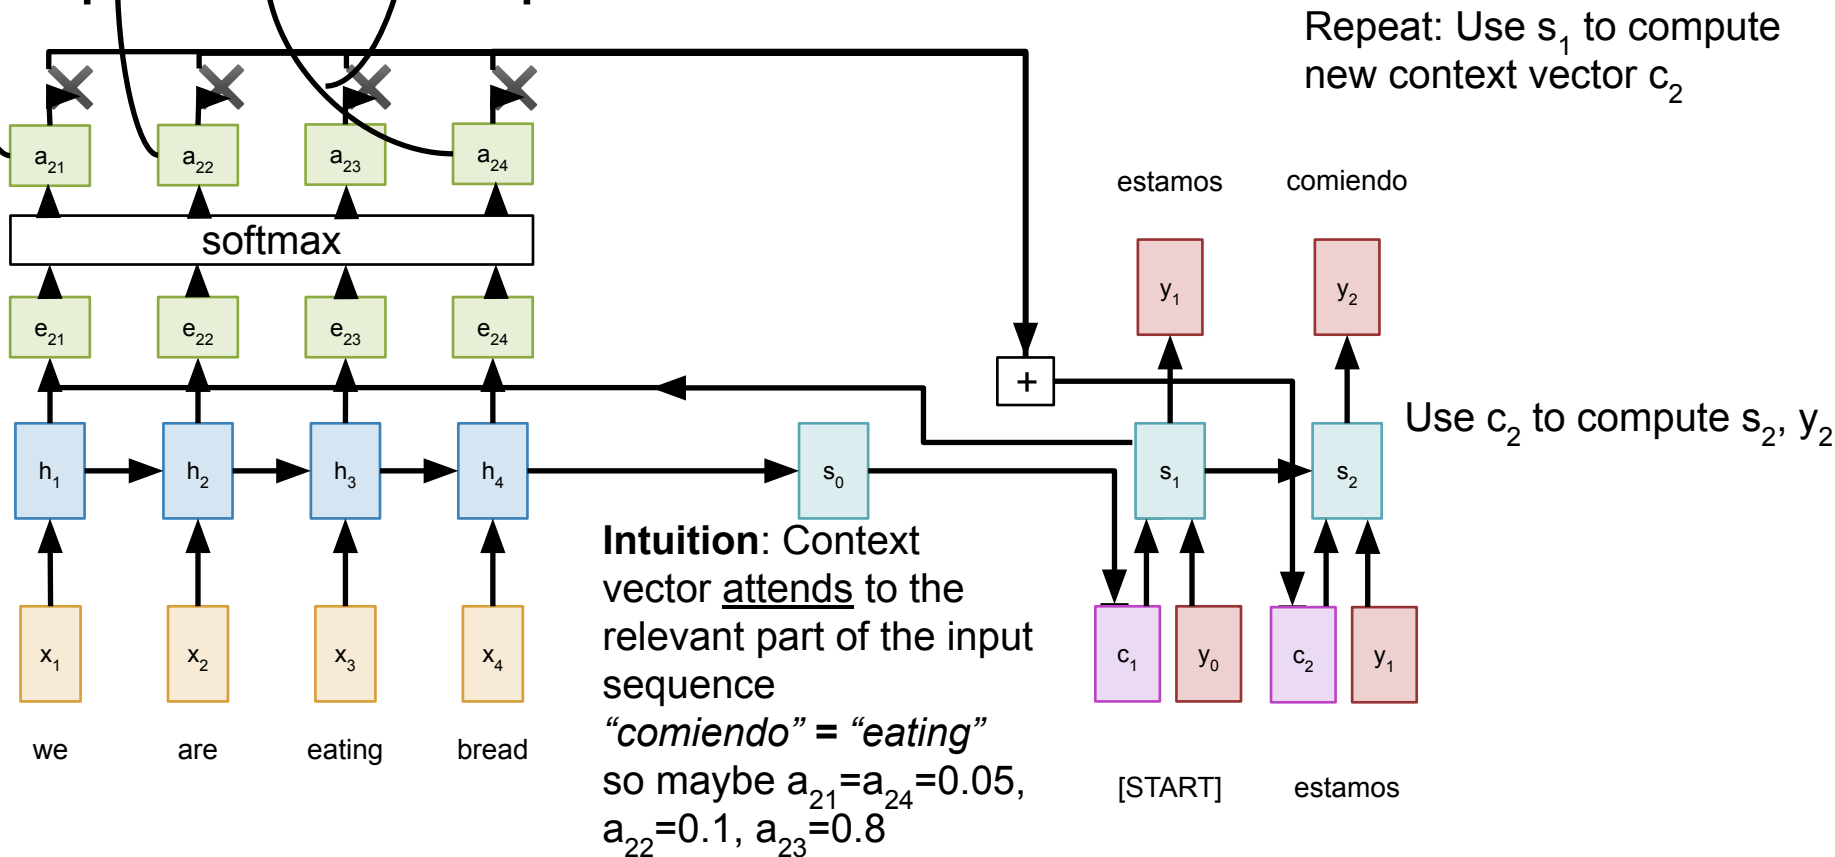 Repeat: Use s₁ to compute
new context vector c₂
a₂₁ a₂₂ a₂₃ a₂₄
estamos comiendo
softmax
y₁ y₂
e₂₁ e₂₂ e₂₃ e₂₄
+
Use c₂ to compute s₂, y₂
h₁ h₂ h₃ h₄ s₀ s₁ s₂
Intuition: Context
vector attends to the
relevant part of the input
sequence
“comiendo” = “eating”
so maybe a₂₁=a₂₄=0.05,
a₂₂=0.1, a₂₃=0.8
x₁ x₂ x₃ x₄
c₁ y₀ c₂ y₁
we are eating bread
[START] estamos